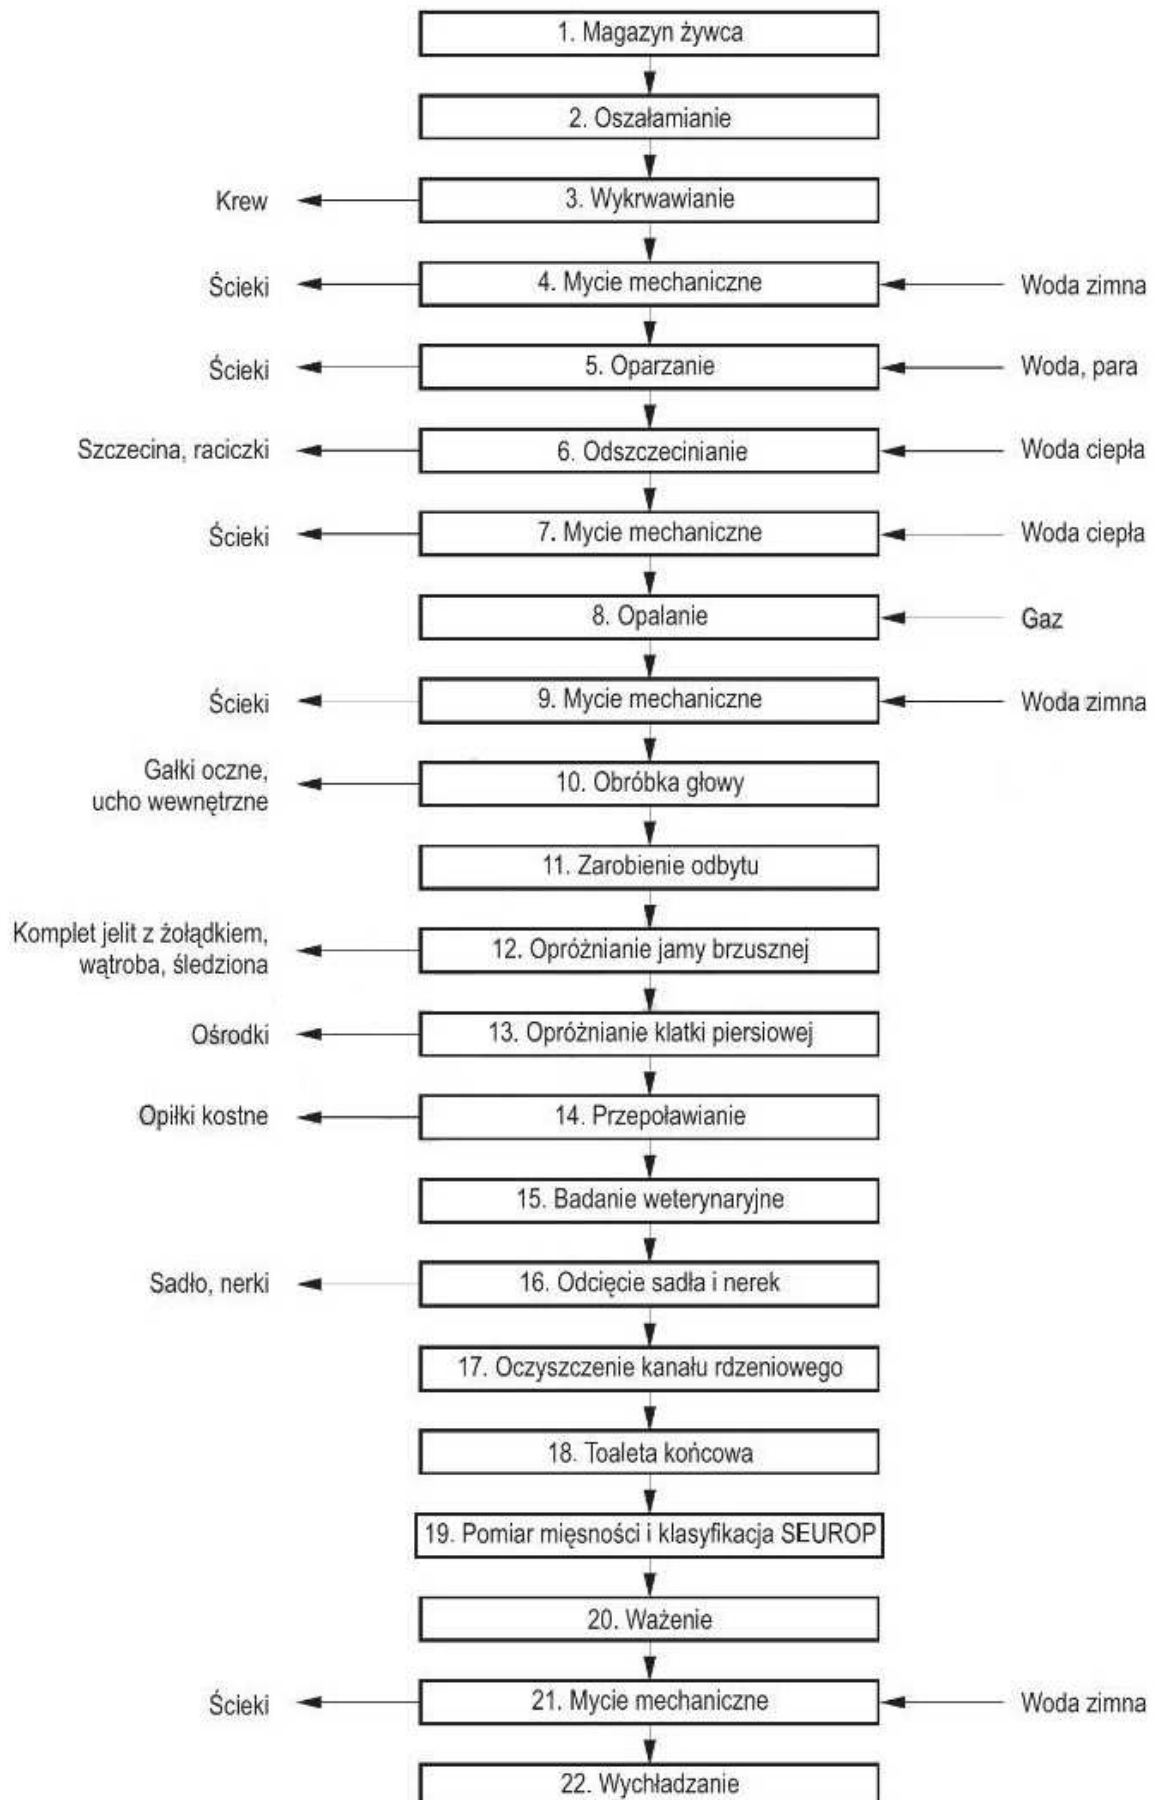 1. Magazyn żywca
2. Oszałamianie
Krew
3. Wykrwawianie
Ścieki
4. Mycie mechaniczne
Woda zimna
Ścieki
5. Oparzanie
Woda, para
Szczecina, raciczki
6. Odszczecinianie
Woda ciepła
Ścieki
7. Mycie mechaniczne
Woda ciepła
8. Opalanie
Gaz
Ścieki
9. Mycie mechaniczne
Woda zimna
Gałki oczne,
ucho wewnętrzne
10. Obróbka głowy
11. Zarobienie odbytu
Komplet jelit z żołądkiem,
wątroba, śledziona
12. Opróżnianie jamy brzusznej
Ośrodki
13. Opróżnianie klatki piersiowej
Opiłki kostne
14. Przepoławianie
15. Badanie weterynaryjne
Sadło, nerki
16. Odcięcie sadła i nerek
17. Oczyszczenie kanału rdzeniowego
18. Toaleta końcowa
19. Pomiar mięsności i klasyfikacja SEUROP
20. Ważenie
Ścieki
21. Mycie mechaniczne
Woda zimna
22. Wychładzanie